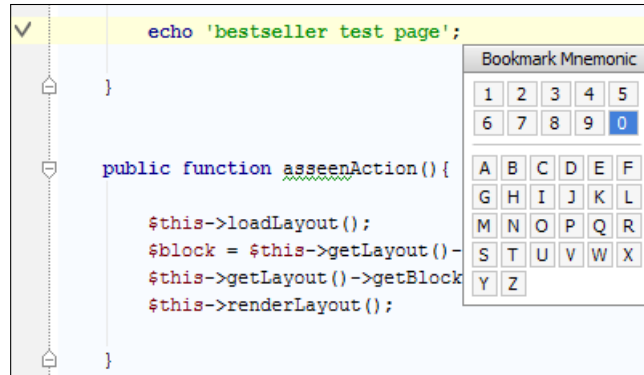 echo 'bestseller test page';
}
public function asseenAction(){
$this->loadLayout();
$block = $this->getLayout()-
$this->getLayout()->getBlock
$this->renderLayout();
}
Bookmark Mnemonic
1 2 3 4 5
6 7 8 9 0
A B C D E F
G H I J K L
M N O P Q R
S T U V W X
Y Z